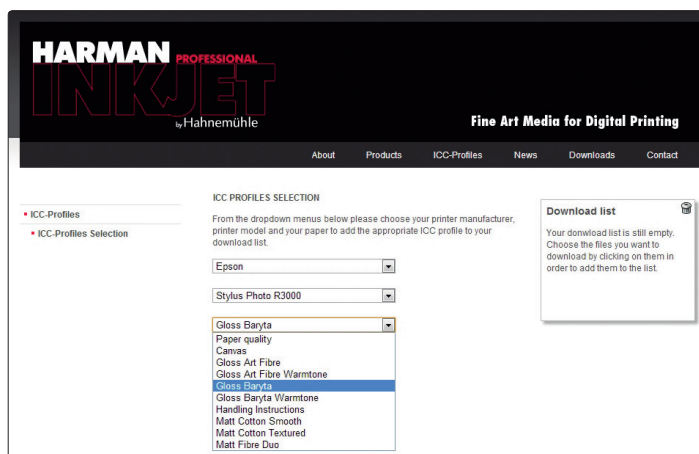 HARMAN PROFESSIONAL
INKJET
by Hahnemühle
Fine Art Media for Digital Printing
About Products ICC-Profiles News Downloads Contact
ICC-Profiles
ICC-Profiles Selection
ICC PROFILES SELECTION
From the dropdown menus below please choose your printer manufacturer,
printer model and your paper to add the appropriate ICC profile to your
download list.
Epson
Stylus Photo R3000
Gloss Baryta
Paper quality
Canvas
Gloss Art Fibre
Gloss Art Fibre Warmtone
Gloss Baryta
Gloss Baryta Warmtone
Handling Instructions
Matt Cotton Smooth
Matt Cotton Textured
Matt Fibre Duo
Download list
Your donwload list is still empty.
Choose the files you want to
download by clicking on them in
order to add them to the list.